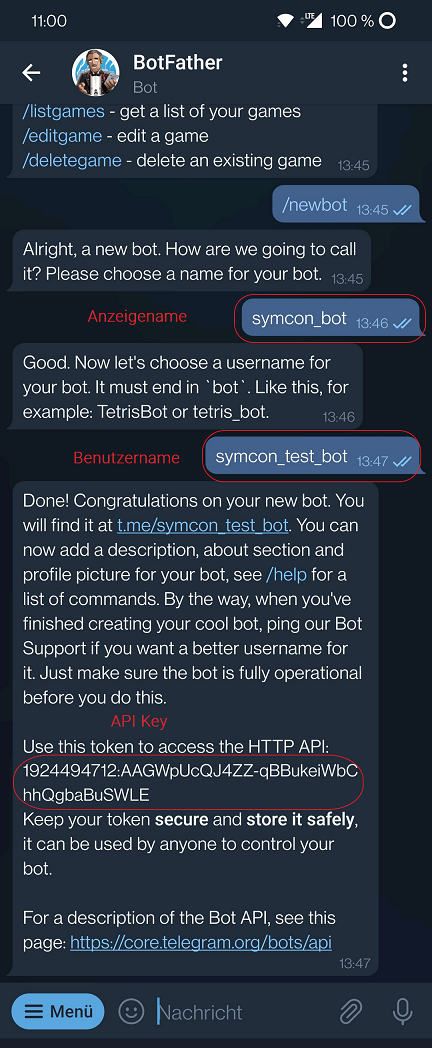 11:00 LTE 100 %
BotFather
Bot
/listgames - get a list of your games
/editgame - edit a game
/deletegame - delete an existing game 13:45
/newbot 13:45
Alright, a new bot. How are we going to call
it? Please choose a name for your bot. 13:45
Anzeigename
symcon_bot 13:46
Good. Now let's choose a username for
your bot. It must end in `bot`. Like this, for
example: TetrisBot or tetris_bot. 13:46
Benutzername
symcon_test_bot 13:47
Done! Congratulations on your new bot. You
will find it at t.me/symcon_test_bot. You can
now add a description, about section and
profile picture for your bot, see /help for a
list of commands. By the way, when you've
finished creating your cool bot, ping our Bot
Support if you want a better username for
it. Just make sure the bot is fully operational
before you do this.
API Key
Use this token to access the HTTP API:
1924494712:AAGWpUcQJ4ZZ-qBBukeiWbC
hhQgbaBuSWLE
Keep your token secure and store it safely,
it can be used by anyone to control your
bot.
For a description of the Bot API, see this
page: https://core.telegram.org/bots/api
13:47
Menü
Nachricht